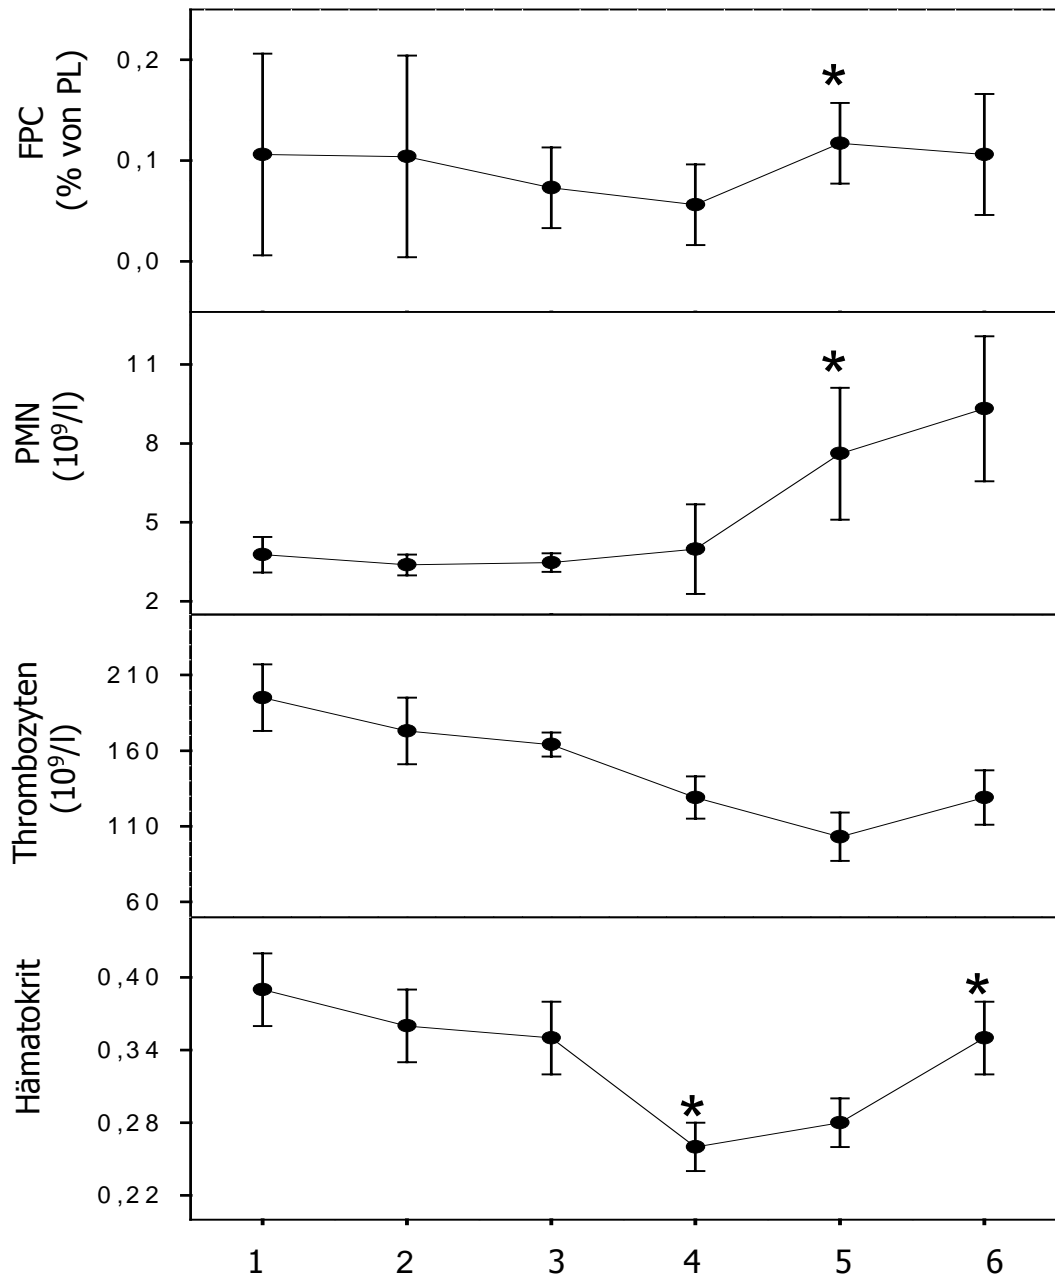 FPC
(% von PL)
0,2
0,1
0,0
*
PMN
(10⁹/l)
11
8
5
2
*
Thrombozyten
(10⁹/l)
210
160
110
60
Hämatokrit
0,40
0,34
0,28
0,22
*
*
1 2 3 4 5 6